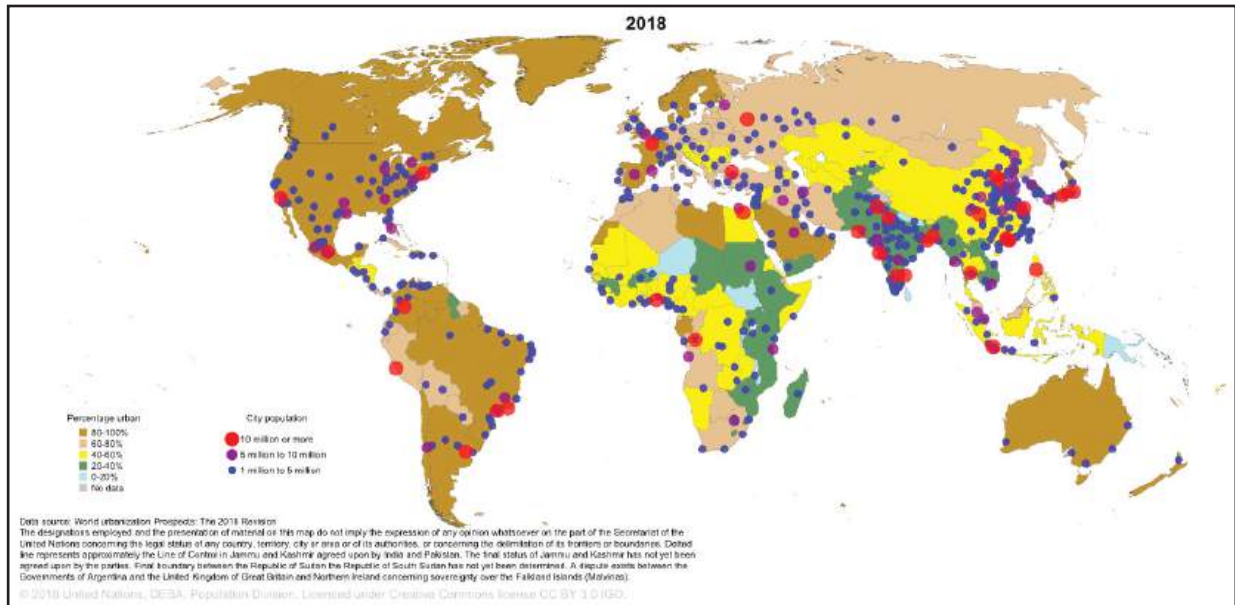 2018
Percentage urban
80-100%
60-80%
40-60%
20-40%
0-20%
No data
City population
10 million or more
5 million to 10 million
1 million to 5 million
Data source: World urbanization Prospects: The 2018 Revision
The designations employed and the presentation of material on this map do not imply the expression of any opinion whatsoever on the part of the Secretariat of the
United Nations concerning the legal status of any country, territory, city or area or of its authorities, or concerning the delimitation of its frontiers or boundaries. Dotted
line represents approximately the Line of Control in Jammu and Kashmir agreed upon by India and Pakistan. The final status of Jammu and Kashmir has not yet been
agreed upon by the parties. Final boundary between the Republic of Sudan the Republic of South Sudan has not yet been determined. A dispute exists between the
Governments of Argentina and the United Kingdom of Great Britain and Northern Ireland concerning sovereignty over the Falkland Islands (Malvinas).
© 2018 United Nations, DESA, Population Division. Licensed under Creative Commons license CC BY 3.0 IGO.